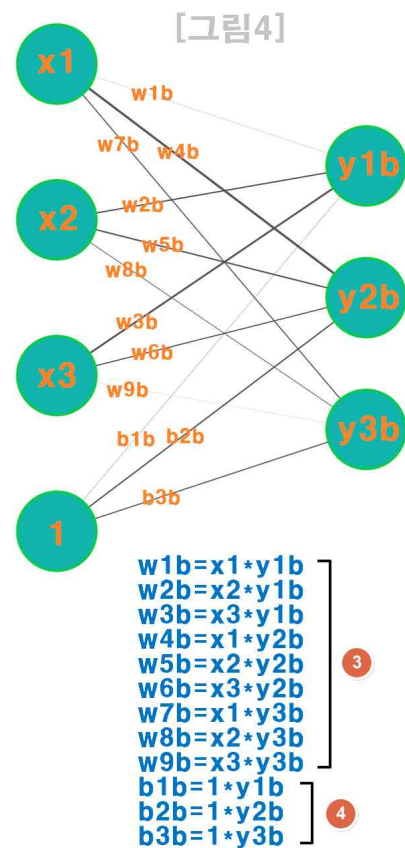 [그림4]
x1
w1b
w7b
w4b
y1b
x2
w2b
w5b
w8b
y2b
w3b
x3
w6b
w9b
y3b
b1b
b2b
b3b
1
w1b=x1*y1b
w2b=x2*y1b
w3b=x3*y1b
w4b=x1*y2b
w5b=x2*y2b
w6b=x3*y2b
w7b=x1*y3b
w8b=x2*y3b
w9b=x3*y3b
3
b1b=1*y1b
b2b=1*y2b
b3b=1*y3b
4